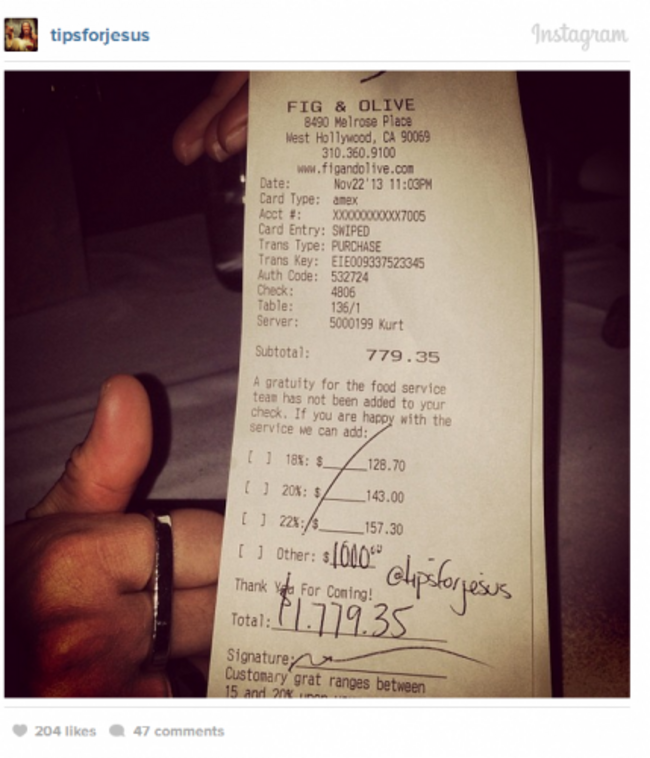 tipsforjesus
Instagram
FIG & OLIVE
8490 Melrose Place
West Hollywood, CA 90069
310.360.9100
www.figandolive.com
Date: Nov22'13 11:03PM
Card Type: amex
Acct #: XXXXXXXXXXX7005
Card Entry: SWIPED
Trans Type: PURCHASE
Trans Key: EIE009337523345
Auth Code: 532724
Check: 4806
Table: 136/1
Server: 5000199 Kurt
Subtotal: 779.35
A gratuity for the food service
team has not been added to your
check. If you are happy with the
service we can add:
[ ] 18%: $______128.70
[ ] 20%: $______143.00
[ ] 22%: $______157.30
[ ] Other: $1000.00
@tipsforjesus
Thank You For Coming!
Total: $1,779.35
Signature:
Customary grat ranges between
15 and 20%
204 likes 47 comments